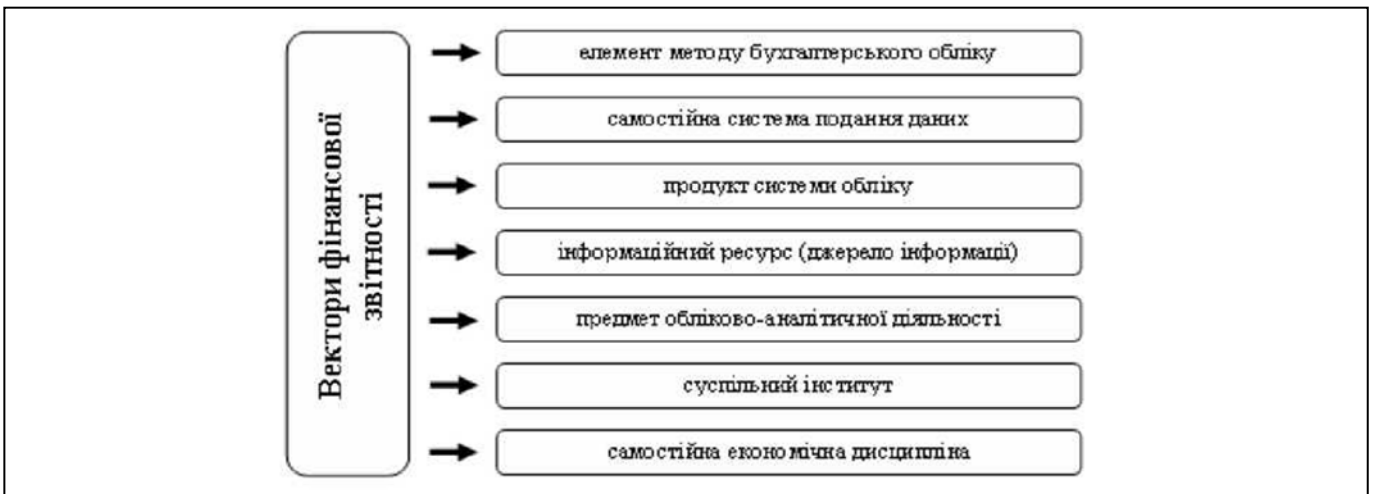 Вектори фінансової
звітності
елемент методу бухгалтерського обліку
самостійна система подання даних
продукт системи обліку
інформаційний ресурс (джерело інформації)
предмет обліково-аналітичної діяльності
суспільний інститут
самостійна економічна дисципліна